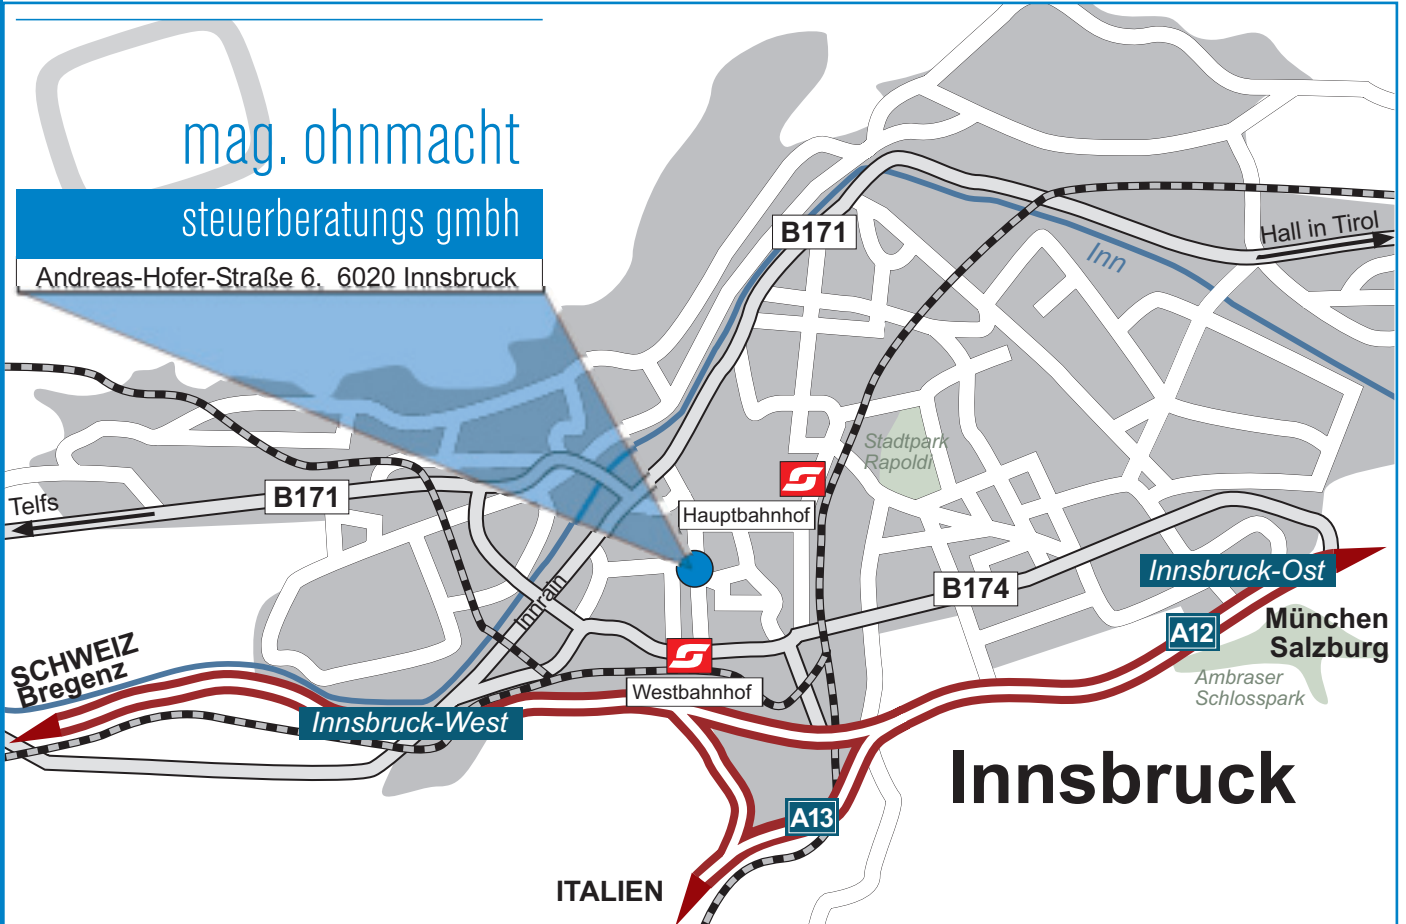 mag. ohnmacht
steuerberatungs gmbh
Andreas-Hofer-Straße 6. 6020 Innsbruck
B171
Hall in Tirol
Inn
Stadtpark
Rapoldi
Telfs
B171
Hauptbahnhof
Innrain
B174
Innsbruck-Ost
A12
München
Salzburg
SCHWEIZ
Bregenz
Westbahnhof
Ambraser
Schlosspark
Innsbruck-West
Innsbruck
A13
ITALIEN